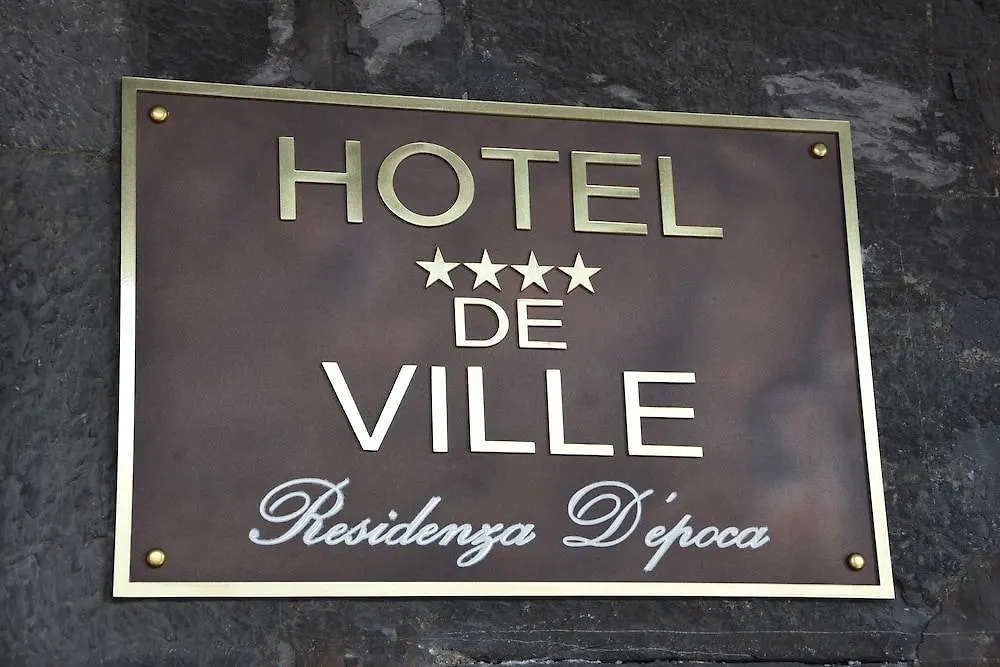 HOTEL
★★★★
DE
VILLE
Residenza D'epoca